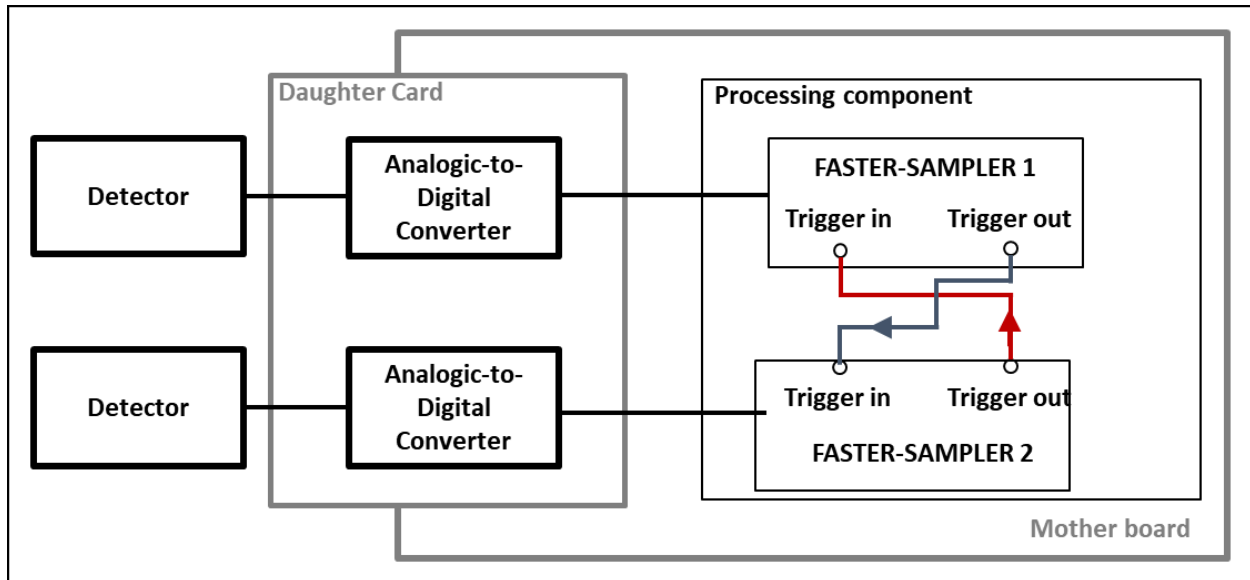 Daughter Card
Processing component
Detector
Analogic-to-
Digital
Converter
FASTER-SAMPLER 1
Trigger in
Trigger out
Detector
Analogic-to-
Digital
Converter
Trigger in
Trigger out
FASTER-SAMPLER 2
Mother board